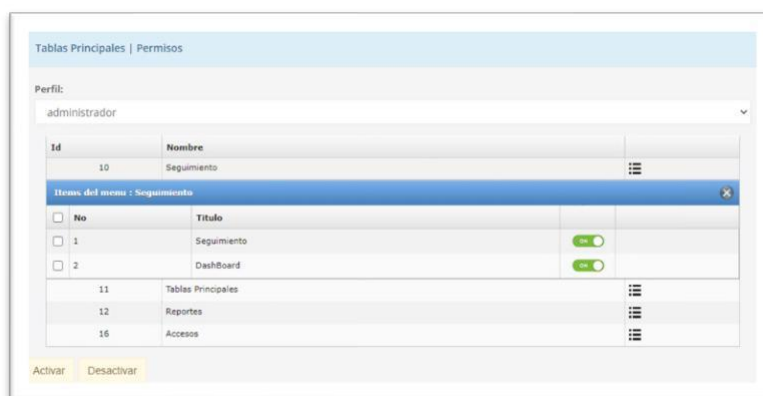 Tablas Principales | Permisos
Perfil:
administrador
Id Nombre
10 Seguimiento
Items del menu : Seguimiento
No Titulo
1 Seguimiento ON
2 DashBoard ON
11 Tablas Principales
12 Reportes
16 Accesos
Activar Desactivar